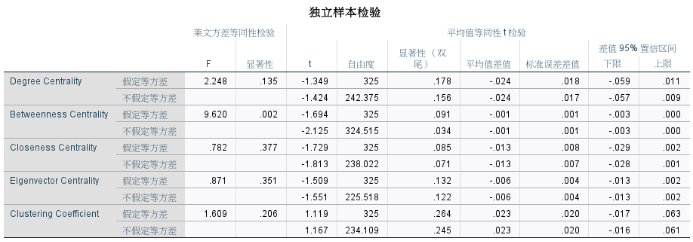 独立样本检验
莱文方差等同性检验 平均值等同性 t 检验
差值 95% 置信区间
F 显著性 t 自由度 显著性（双尾） 平均值差值 标准误差差值 下限 上限
Degree Centrality 假定等方差 2.248 .135 -1.349 325 .178 -.024 .018 -.059 .011
不假定等方差 -1.424 242.375 .156 -.024 .017 -.057 .009
Betweenness Centrality 假定等方差 9.620 .002 -1.694 325 .091 -.001 .001 -.003 .000
不假定等方差 -2.125 324.515 .034 -.001 .001 -.003 .000
Closeness Centrality 假定等方差 .782 .377 -1.729 325 .085 -.013 .008 -.029 .002
不假定等方差 -1.813 238.022 .071 -.013 .007 -.028 .001
Eigenvector Centrality 假定等方差 .871 .351 -1.509 325 .132 -.006 .004 -.013 .002
不假定等方差 -1.551 225.518 .122 -.006 .004 -.013 .002
Clustering Coefficient 假定等方差 1.609 .206 1.119 325 .264 .023 .020 -.017 .063
不假定等方差 1.167 234.109 .245 .023 .020 -.016 .061